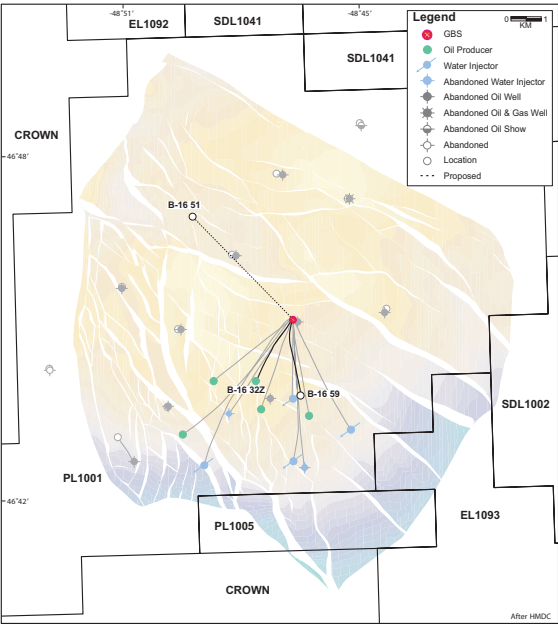 -48°51
-48°45
EL1092
SDL1041
SDL1041
Legend
0 1
KM
GBS
Oil Producer
Water Injector
Abandoned Water Injector
Abandoned Oil Well
Abandoned Oil & Gas Well
Abandoned Oil Show
Abandoned
Location
Proposed
CROWN
46°48
B-16 51
B-16 32Z
B-16 59
SDL1002
PL1001
46°42
PL1005
EL1093
CROWN
After HMDC